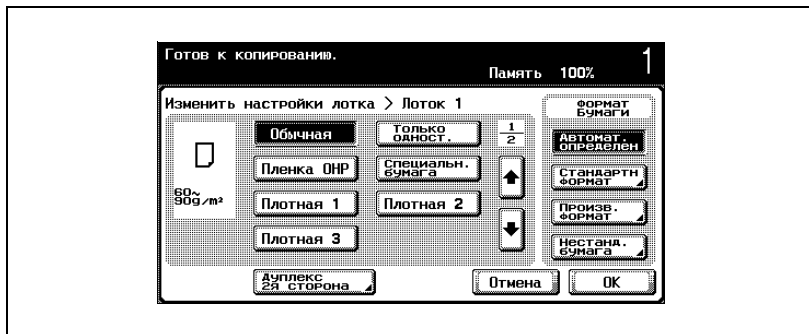 Готов к копированию.
Память 100% 1
Изменить настройки лотка > Лоток 1
Формат
Бумаги
Обычная
Только
одност.
1
2
Автомат.
определен
Пленка OHP
Специальн.
бумага
Стандартн
формат
60~
90g/m²
Плотная 1
Плотная 2
Произв.
формат
Плотная 3
Нестанд.
бумага
Дуплекс
2я сторона
Отмена
OK